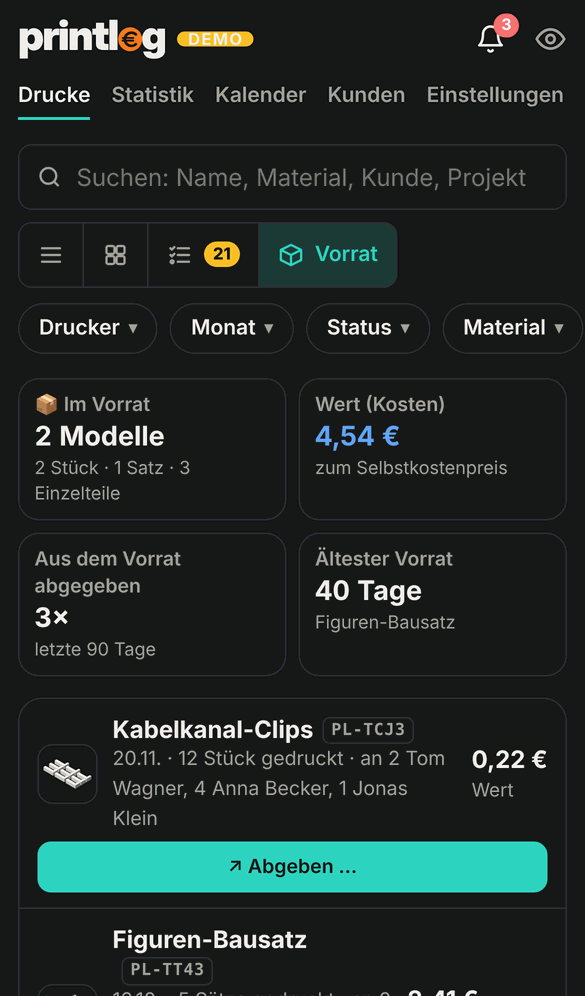 printlog DEMO 3
Drucke Statistik Kalender Kunden Einstellungen
Suchen: Name, Material, Kunde, Projekt
21 Vorrat
Drucker ▾ Monat ▾ Status ▾ Material ▾
📦 Im Vorrat
2 Modelle
2 Stück · 1 Satz · 3
Einzelteile
Wert (Kosten)
4,54 €
zum Selbstkostenpreis
Aus dem Vorrat
abgegeben
3×
letzte 90 Tage
Ältester Vorrat
40 Tage
Figuren-Bausatz
Kabelkanal-Clips PL-TCJ3
20.11. · 12 Stück gedruckt · an 2 Tom
Wagner, 4 Anna Becker, 1 Jonas
Klein
0,22 €
Wert
↗ Abgeben ...
Figuren-Bausatz
PL-TT43